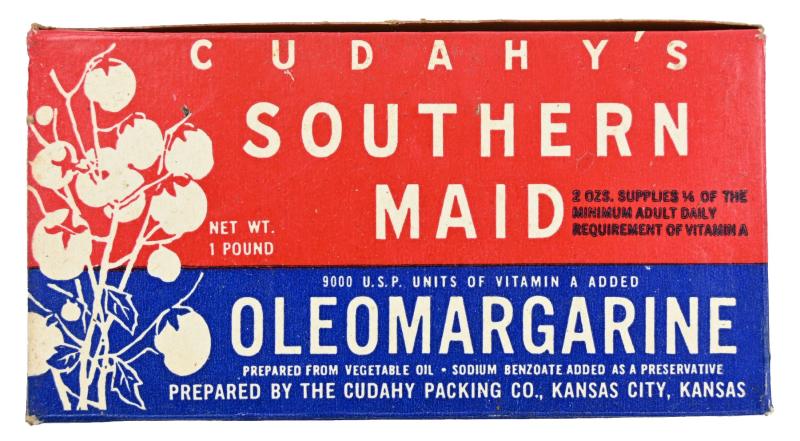 CUDAHY'S
SOUTHERN
MAID
2 OZS. SUPPLIES ¼ OF THE
MINIMUM ADULT DAILY
REQUIREMENT OF VITAMIN A
NET WT.
1 POUND
9000 U.S.P. UNITS OF VITAMIN A ADDED
OLEOMARGARINE
PREPARED FROM VEGETABLE OIL • SODIUM BENZOATE ADDED AS A PRESERVATIVE
PREPARED BY THE CUDAHY PACKING CO., KANSAS CITY, KANSAS